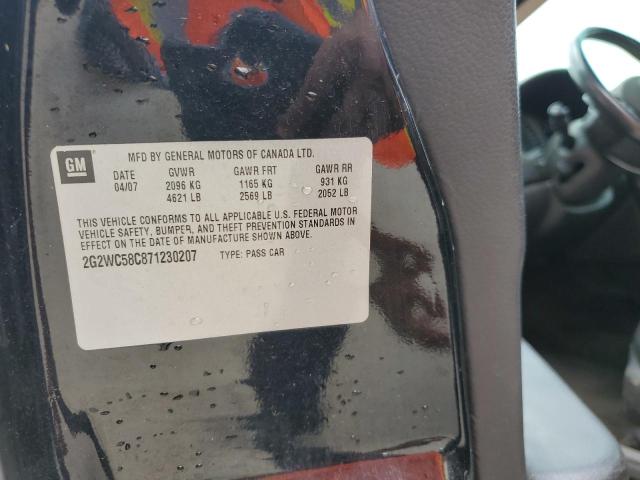 GM
MFD BY GENERAL MOTORS OF CANADA LTD.
DATE GVWR GAWR FRT GAWR RR
04/07 2096 KG 1165 KG 931 KG
4621 LB 2569 LB 2052 LB
THIS VEHICLE CONFORMS TO ALL APPLICABLE U.S. FEDERAL MOTOR
VEHICLE SAFETY, BUMPER, AND THEFT PREVENTION STANDARDS IN
EFFECT ON THE DATE OF MANUFACTURE SHOWN ABOVE.
2G2WC58C871230207 TYPE: PASS CAR